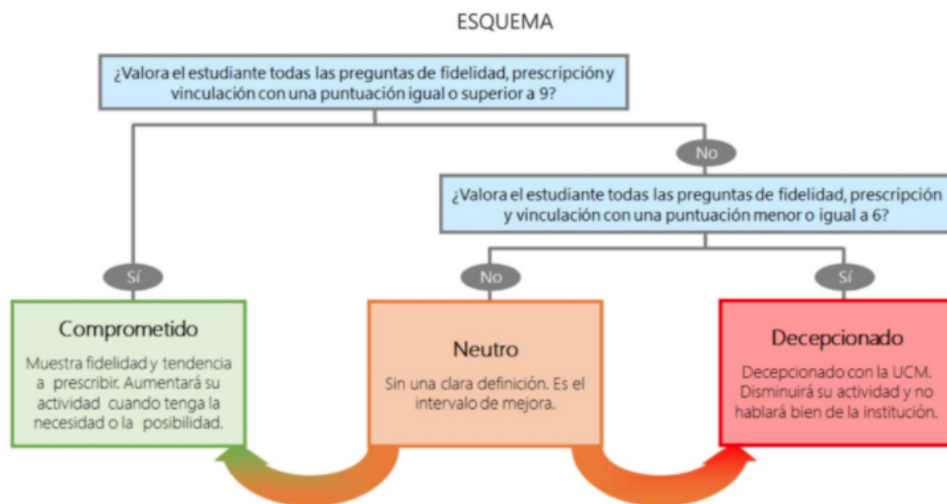 ESQUEMA
¿Valora el estudiante todas las preguntas de fidelidad, prescripción y
vinculación con una puntuación igual o superior a 9?
No
¿Valora el estudiante todas las preguntas de fidelidad, prescripción
y vinculación con una puntuación menor o igual a 6?
Sí
No
Sí
Comprometido
Muestra fidelidad y tendencia
a prescribir. Aumentará su
actividad cuando tenga la
necesidad o la posibilidad.
Neutro
Sin una clara definición. Es el
intervalo de mejora.
Decepcionado
Decepcionado con la UCM.
Disminuirá su actividad y no
hablará bien de la institución.